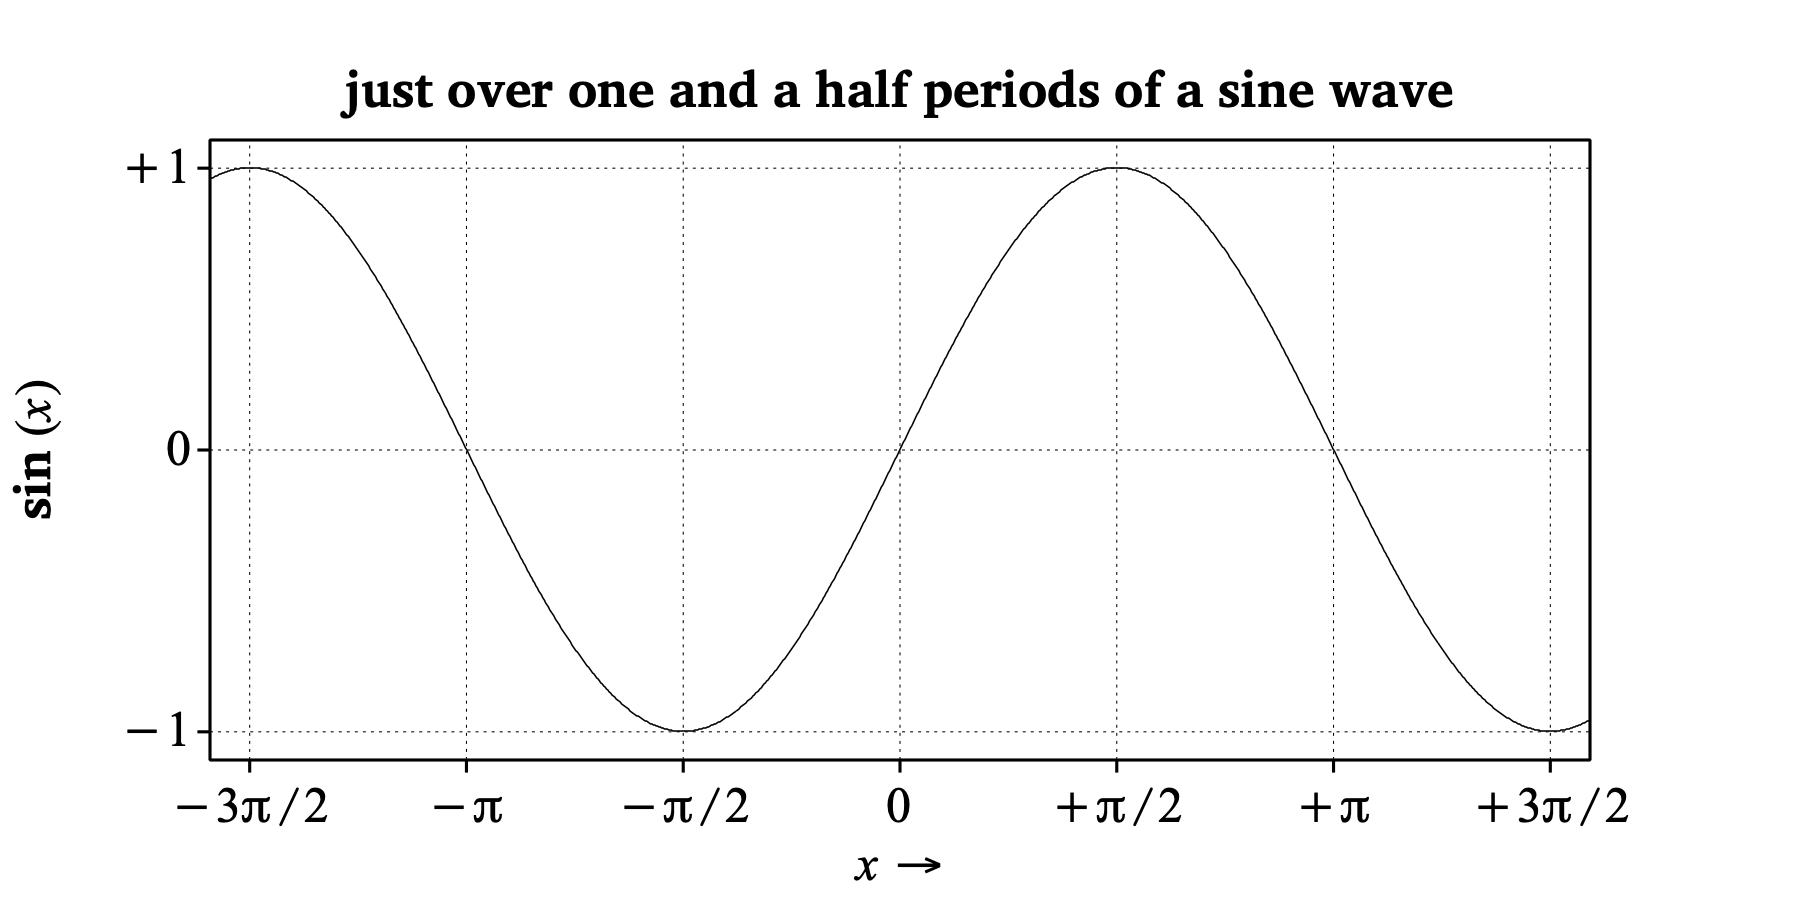 just over one and a half periods of a sine wave
+1
0
−1
sin (x)
−3π/2 −π −π/2 0 +π/2 +π +3π/2
x →